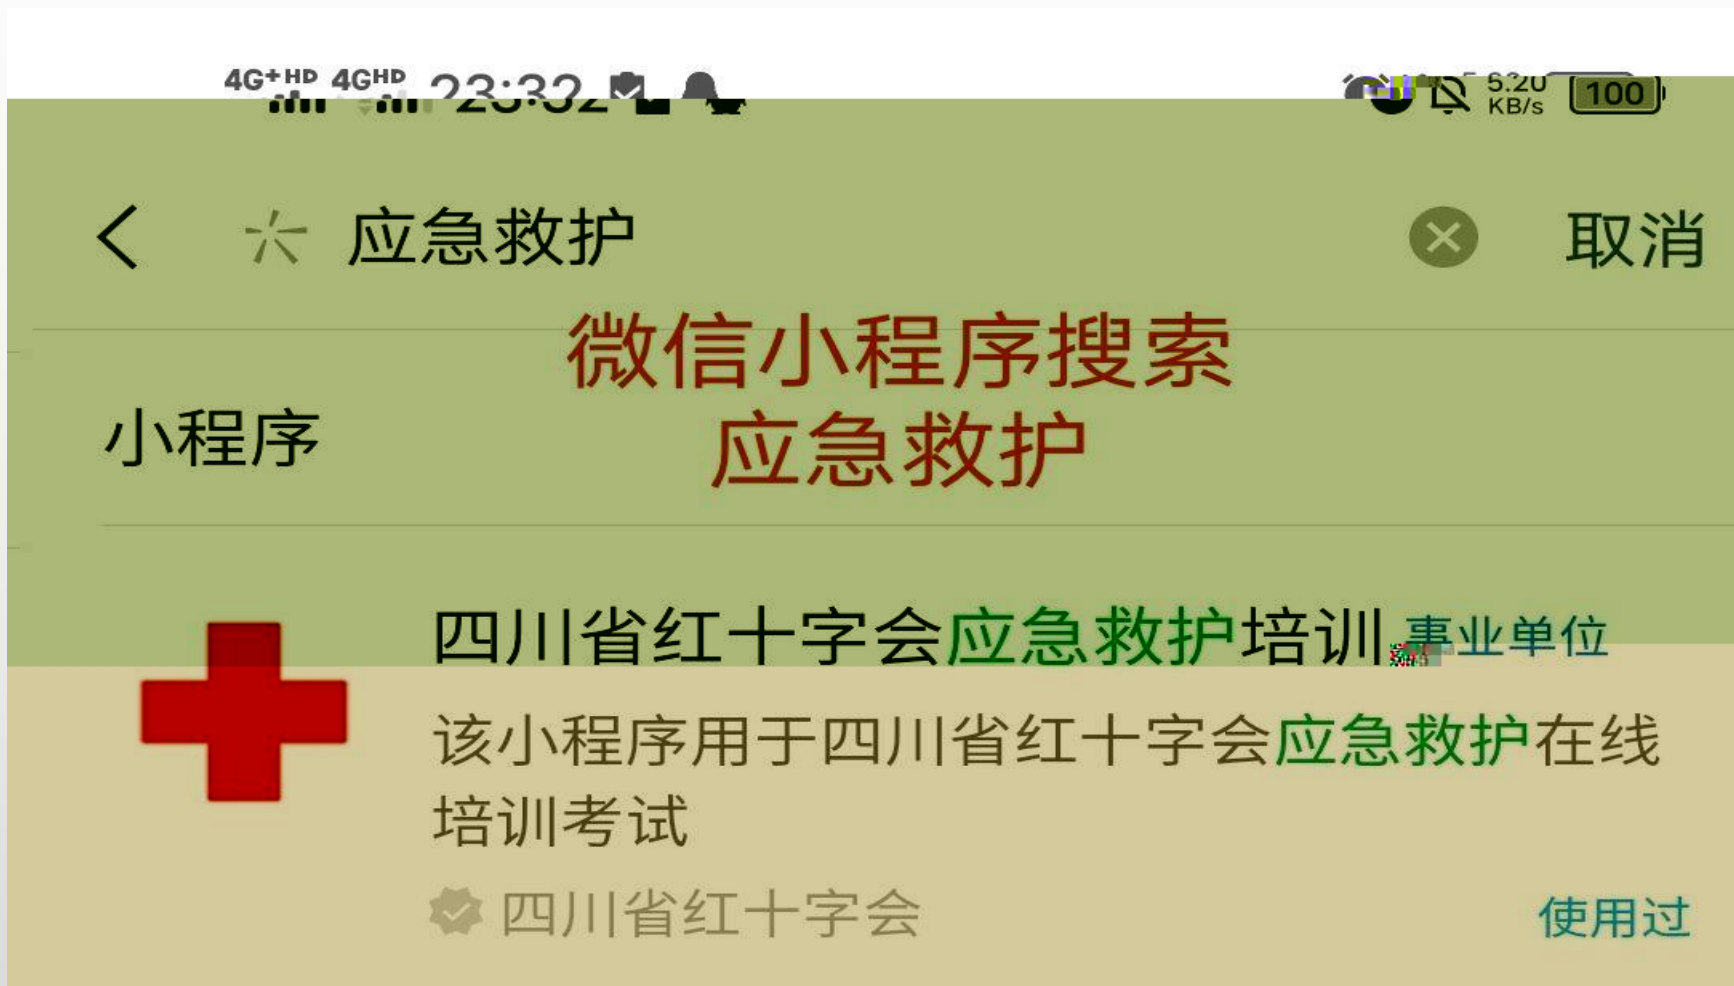 4G+HD 4GHD 23:32 5.20 KB/s 100
应急救护 取消
微信小程序搜索
应急救护
小程序
四川省红十字会应急救护培训 事业单位
该小程序用于四川省红十字会应急救护在线
培训考试
四川省红十字会 使用过